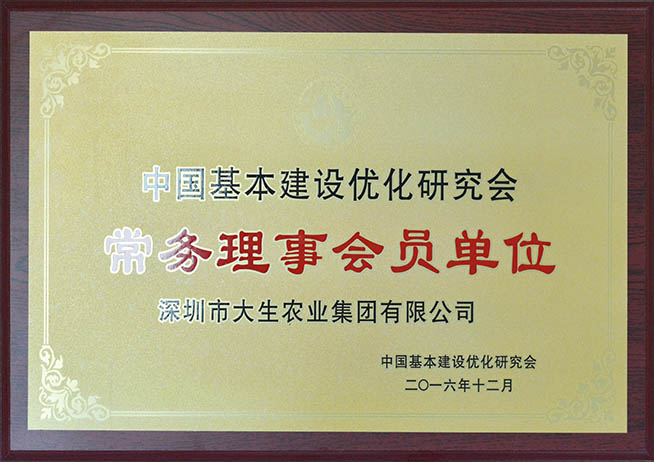 中国基本建设优化研究会
常务理事会员单位
深圳市大生农业集团有限公司
中国基本建设优化研究会
二〇一六年十二月